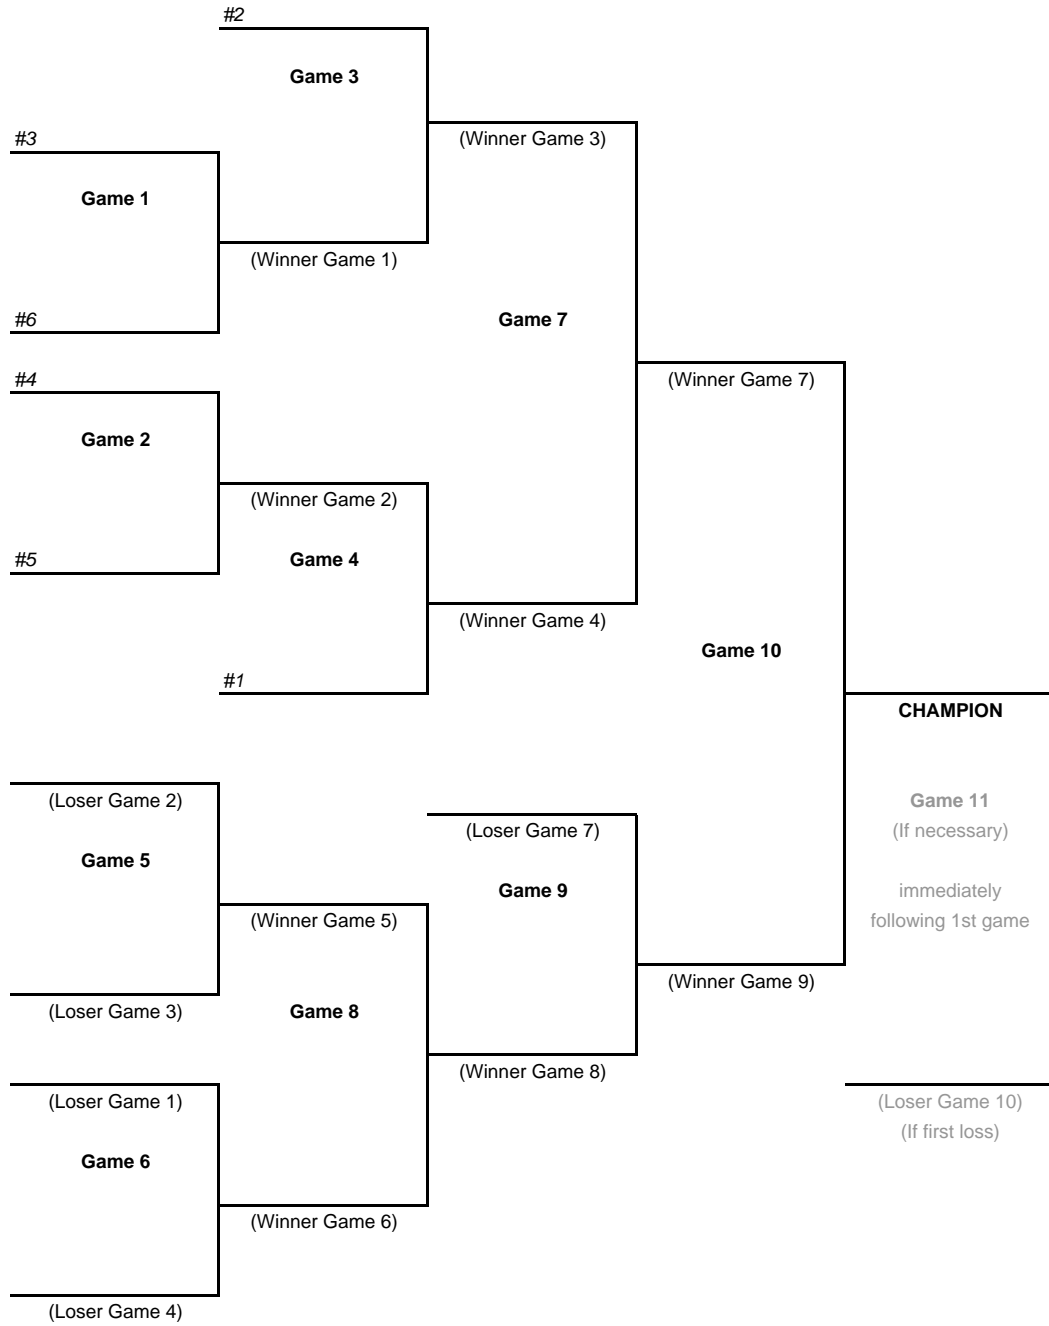 #2
Game 3
#3
(Winner Game 3)
Game 1
(Winner Game 1)
#6
Game 7
#4
(Winner Game 7)
Game 2
(Winner Game 2)
#5
Game 4
(Winner Game 4)
Game 10
#1
CHAMPION
(Loser Game 2)
Game 11
(Loser Game 7)
(If necessary)
Game 5
Game 9
immediately
(Winner Game 5)
following 1st game
(Winner Game 9)
(Loser Game 3)
Game 8
(Winner Game 8)
(Loser Game 1)
(Loser Game 10)
(If first loss)
Game 6
(Winner Game 6)
(Loser Game 4)